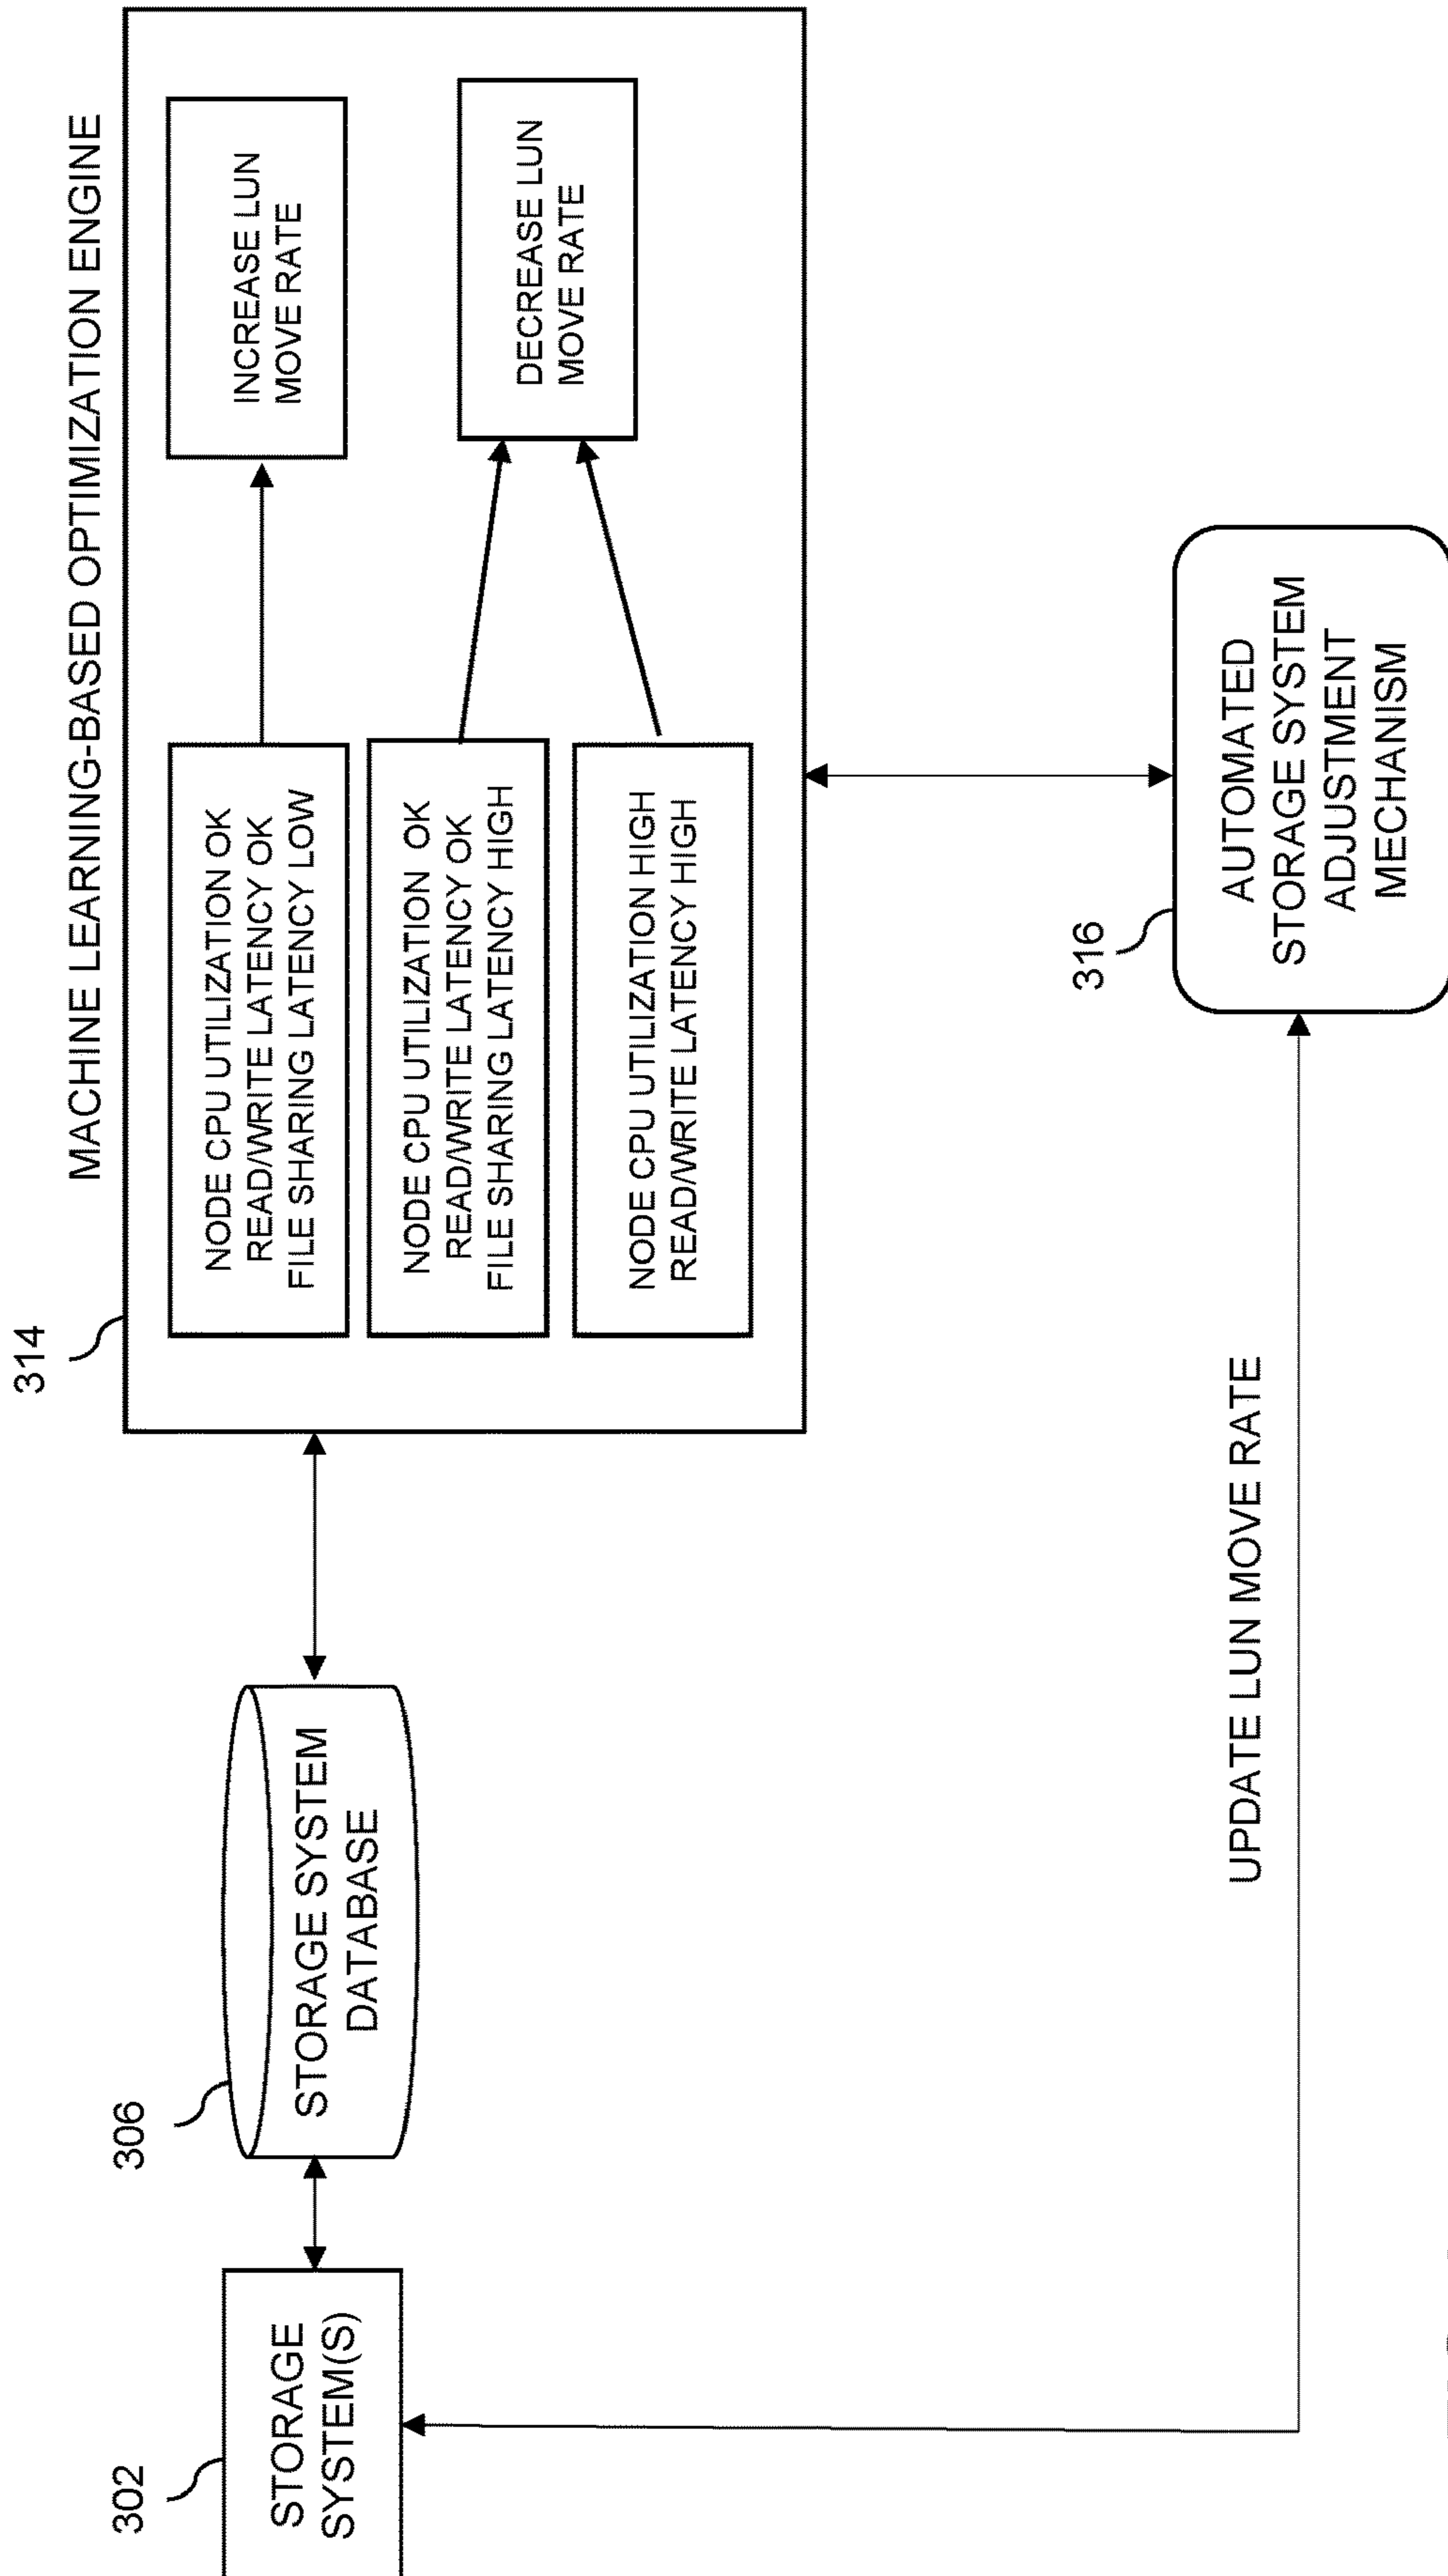 MACHINE LEARNING-BASED OPTIMIZATION ENGINE
314
NODE CPU UTILIZATION OK
READ/WRITE LATENCY OK
FILE SHARING LATENCY LOW
INCREASE LUN
MOVE RATE
NODE CPU UTILIZATION OK
READ/WRITE LATENCY OK
FILE SHARING LATENCY HIGH
DECREASE LUN
MOVE RATE
NODE CPU UTILIZATION HIGH
READ/WRITE LATENCY HIGH
302
STORAGE
SYSTEM(S)
306
STORAGE SYSTEM
DATABASE
UPDATE LUN MOVE RATE
316
AUTOMATED
STORAGE SYSTEM
ADJUSTMENT
MECHANISM